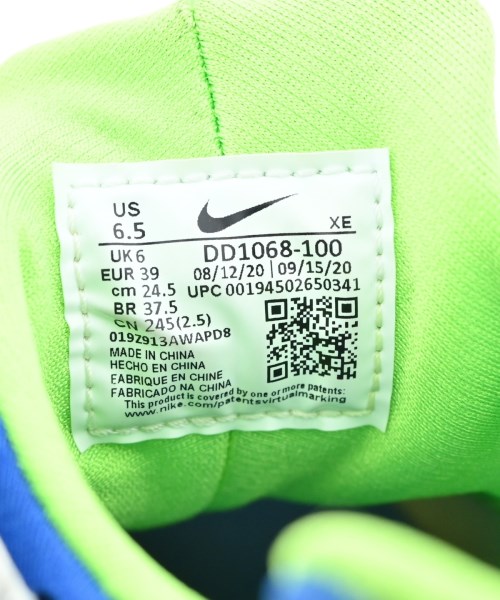 US
6.5 XE
UK 6 DD1068-100
EUR 39 08/12/20 | 09/15/20
cm 24.5 UPC 00194502650341
BR 37.5
CN 245(2.5)
019Z913AWAPD8
MADE IN CHINA
HECHO EN CHINA
FABRIQUE EN CHINE
FABRICADO NA CHINA
This product is covered by one or more patents:
www.nike.com/patentsvirtualmarking